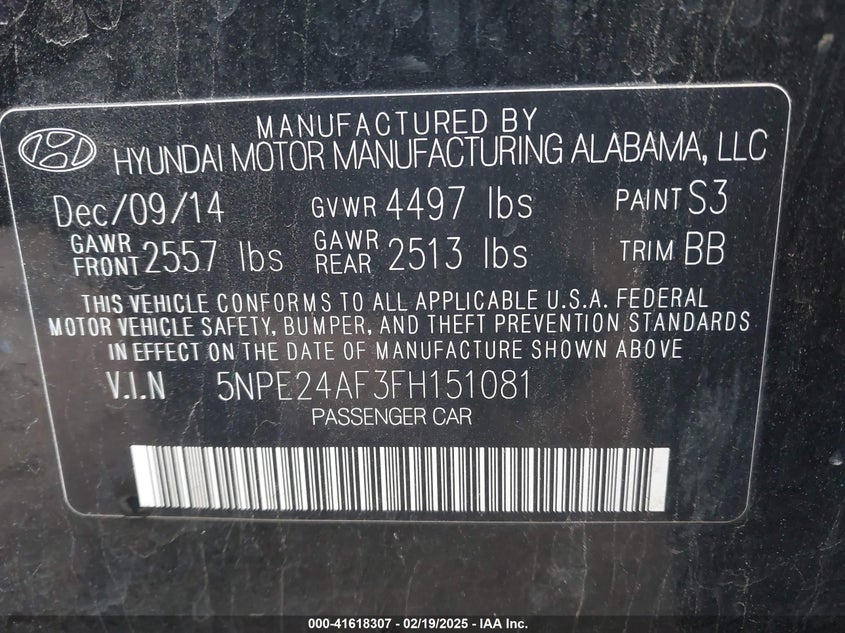 MANUFACTURED BY
HYUNDAI MOTOR MANUFACTURING ALABAMA, LLC
Dec/09/14 GVWR 4497 lbs PAINT S3
GAWR FRONT 2557 lbs GAWR REAR 2513 lbs TRIM BB
THIS VEHICLE CONFORMS TO ALL APPLICABLE U.S.A. FEDERAL
MOTOR VEHICLE SAFETY, BUMPER, AND THEFT PREVENTION STANDARDS
IN EFFECT ON THE DATE OF MANUFACTURE SHOWN ABOVE
V.I.N 5NPE24AF3FH151081
PASSENGER CAR
000-41618307 - 02/19/2025 - IAA Inc.